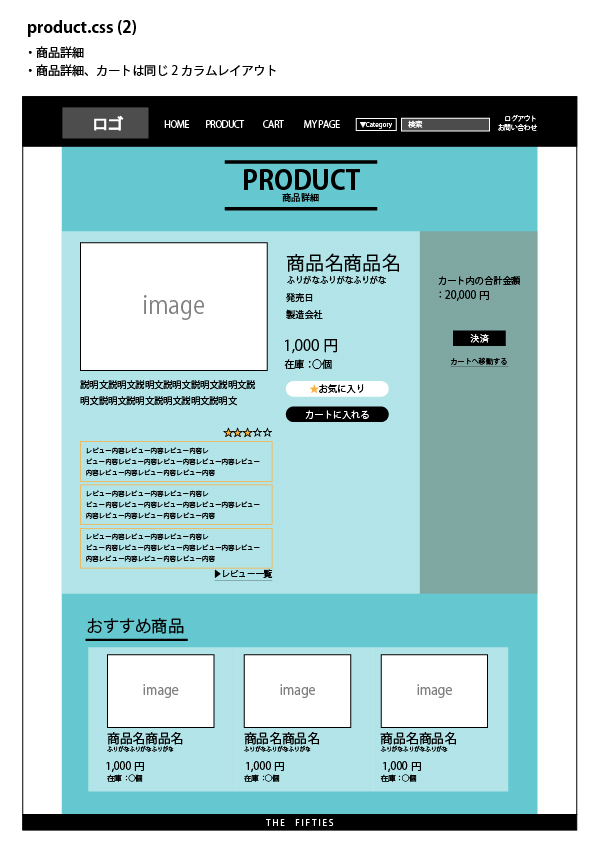 product.css (2)
・商品詳細
・商品詳細、カートは同じ2カラムレイアウト
ロゴ HOME PRODUCT CART MY PAGE ▼Category 検索 ログアウト
お問い合わせ
PRODUCT
商品詳細
image
商品名商品名
ふりがなふりがなふりがな
発売日
製造会社
1,000 円
在庫：○個
★お気に入り
カートに入れる
説明文説明文説明文説明文説明文説明文説
明文説明文説明文説明文説明文説明文
★★★☆☆
レビュー内容レビュー内容レビュー内容レ
ビュー内容レビュー内容レビュー内容レビュー内容レビュー
内容レビュー内容レビュー内容レビュー内容
レビュー内容レビュー内容レビュー内容レ
ビュー内容レビュー内容レビュー内容レビュー内容レビュー
内容レビュー内容レビュー内容レビュー内容
レビュー内容レビュー内容レビュー内容レ
ビュー内容レビュー内容レビュー内容レビュー内容レビュー
内容レビュー内容レビュー内容レビュー内容
▶レビュー一覧
カート内の合計金額
：20,000 円
決済
カートへ移動する
おすすめ商品
image
商品名商品名
ふりがなふりがなふりがな
1,000 円
在庫：○個
image
商品名商品名
ふりがなふりがなふりがな
1,000 円
在庫：○個
image
商品名商品名
ふりがなふりがなふりがな
1,000 円
在庫：○個
THE FIFTIES